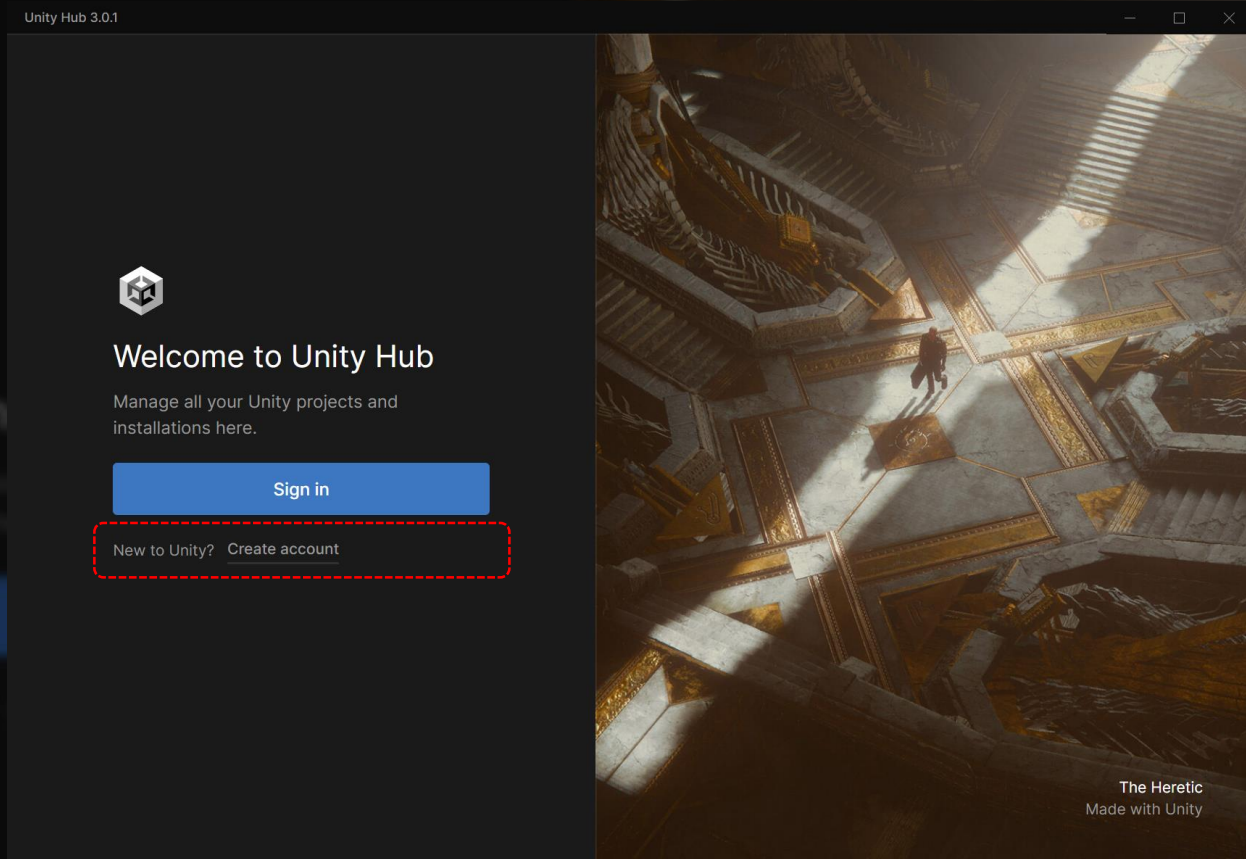 Unity Hub 3.0.1
Welcome to Unity Hub
Manage all your Unity projects and
installations here.
Sign in
New to Unity? Create account
The Heretic
Made with Unity